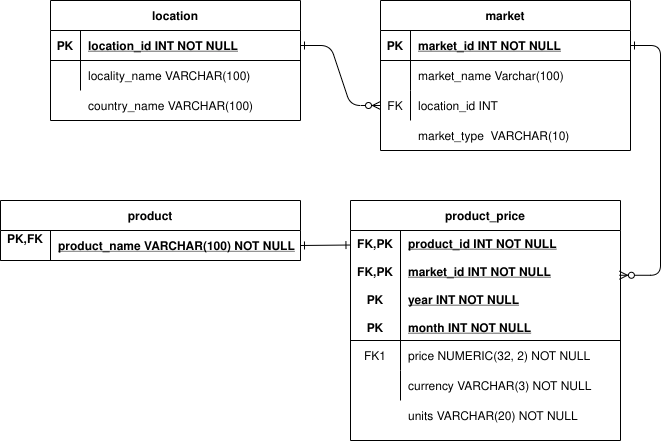 location
PK location_id INT NOT NULL
locality_name VARCHAR(100)
country_name VARCHAR(100)
market
PK market_id INT NOT NULL
market_name Varchar(100)
FK location_id INT
market_type VARCHAR(10)
product
PK,FK product_name VARCHAR(100) NOT NULL
product_price
FK,PK product_id INT NOT NULL
FK,PK market_id INT NOT NULL
PK year INT NOT NULL
PK month INT NOT NULL
FK1 price NUMERIC(32, 2) NOT NULL
currency VARCHAR(3) NOT NULL
units VARCHAR(20) NOT NULL